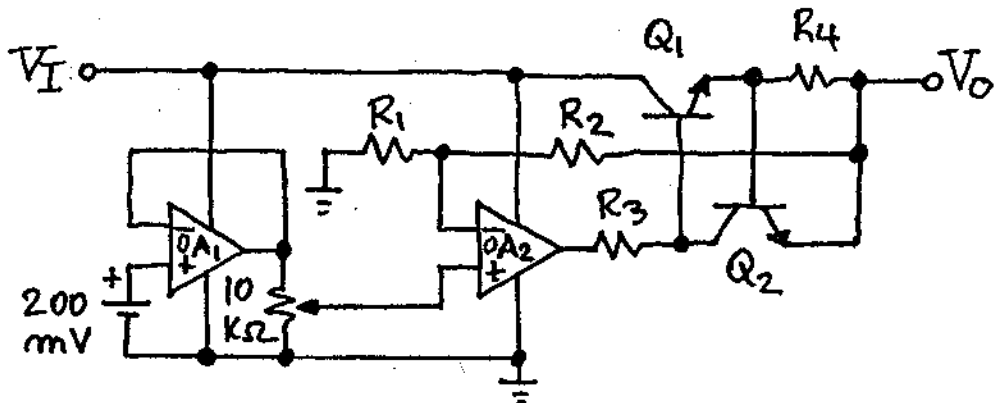 VI
Q1
R4
VO
R1
R2
R3
Q2
−
OA1
+
−
OA2
+
+
200
mV
10
KΩ